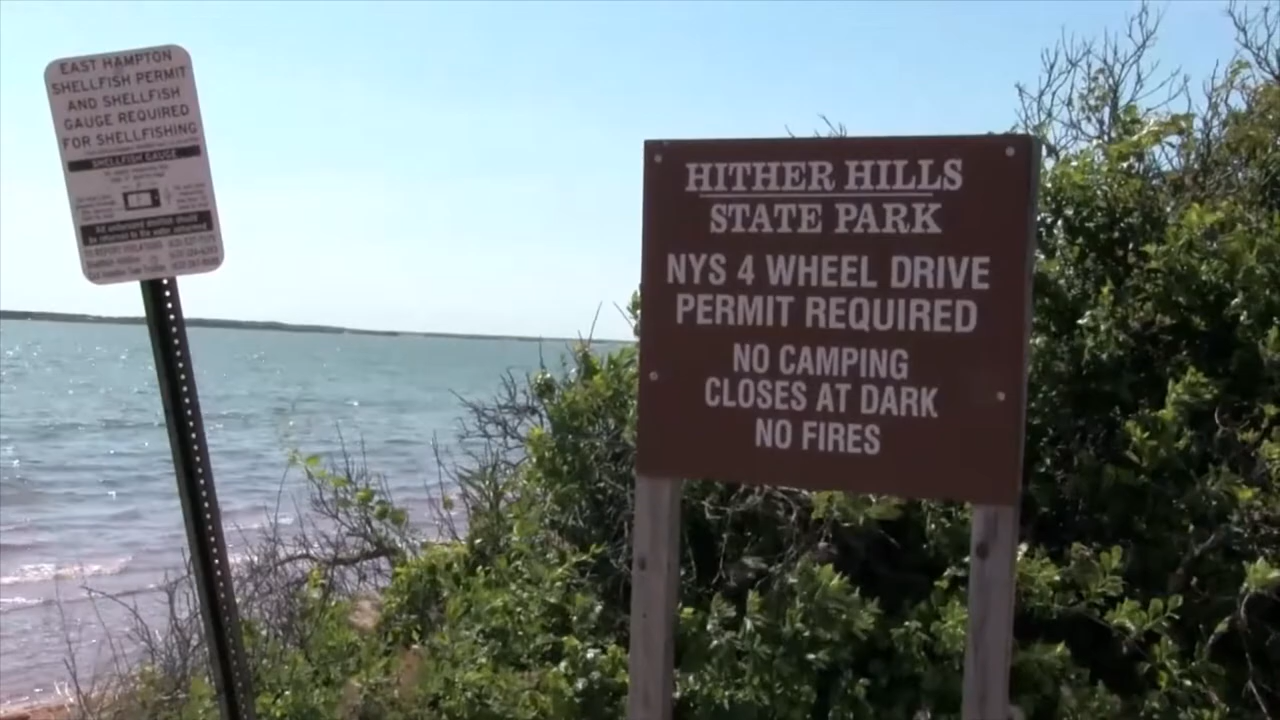 EAST HAMPTON
SHELLFISH PERMIT
AND SHELLFISH
GAUGE REQUIRED
FOR SHELLFISHING
SHELLFISH GAUGE
HITHER HILLS
STATE PARK
NYS 4 WHEEL DRIVE
PERMIT REQUIRED
NO CAMPING
CLOSES AT DARK
NO FIRES